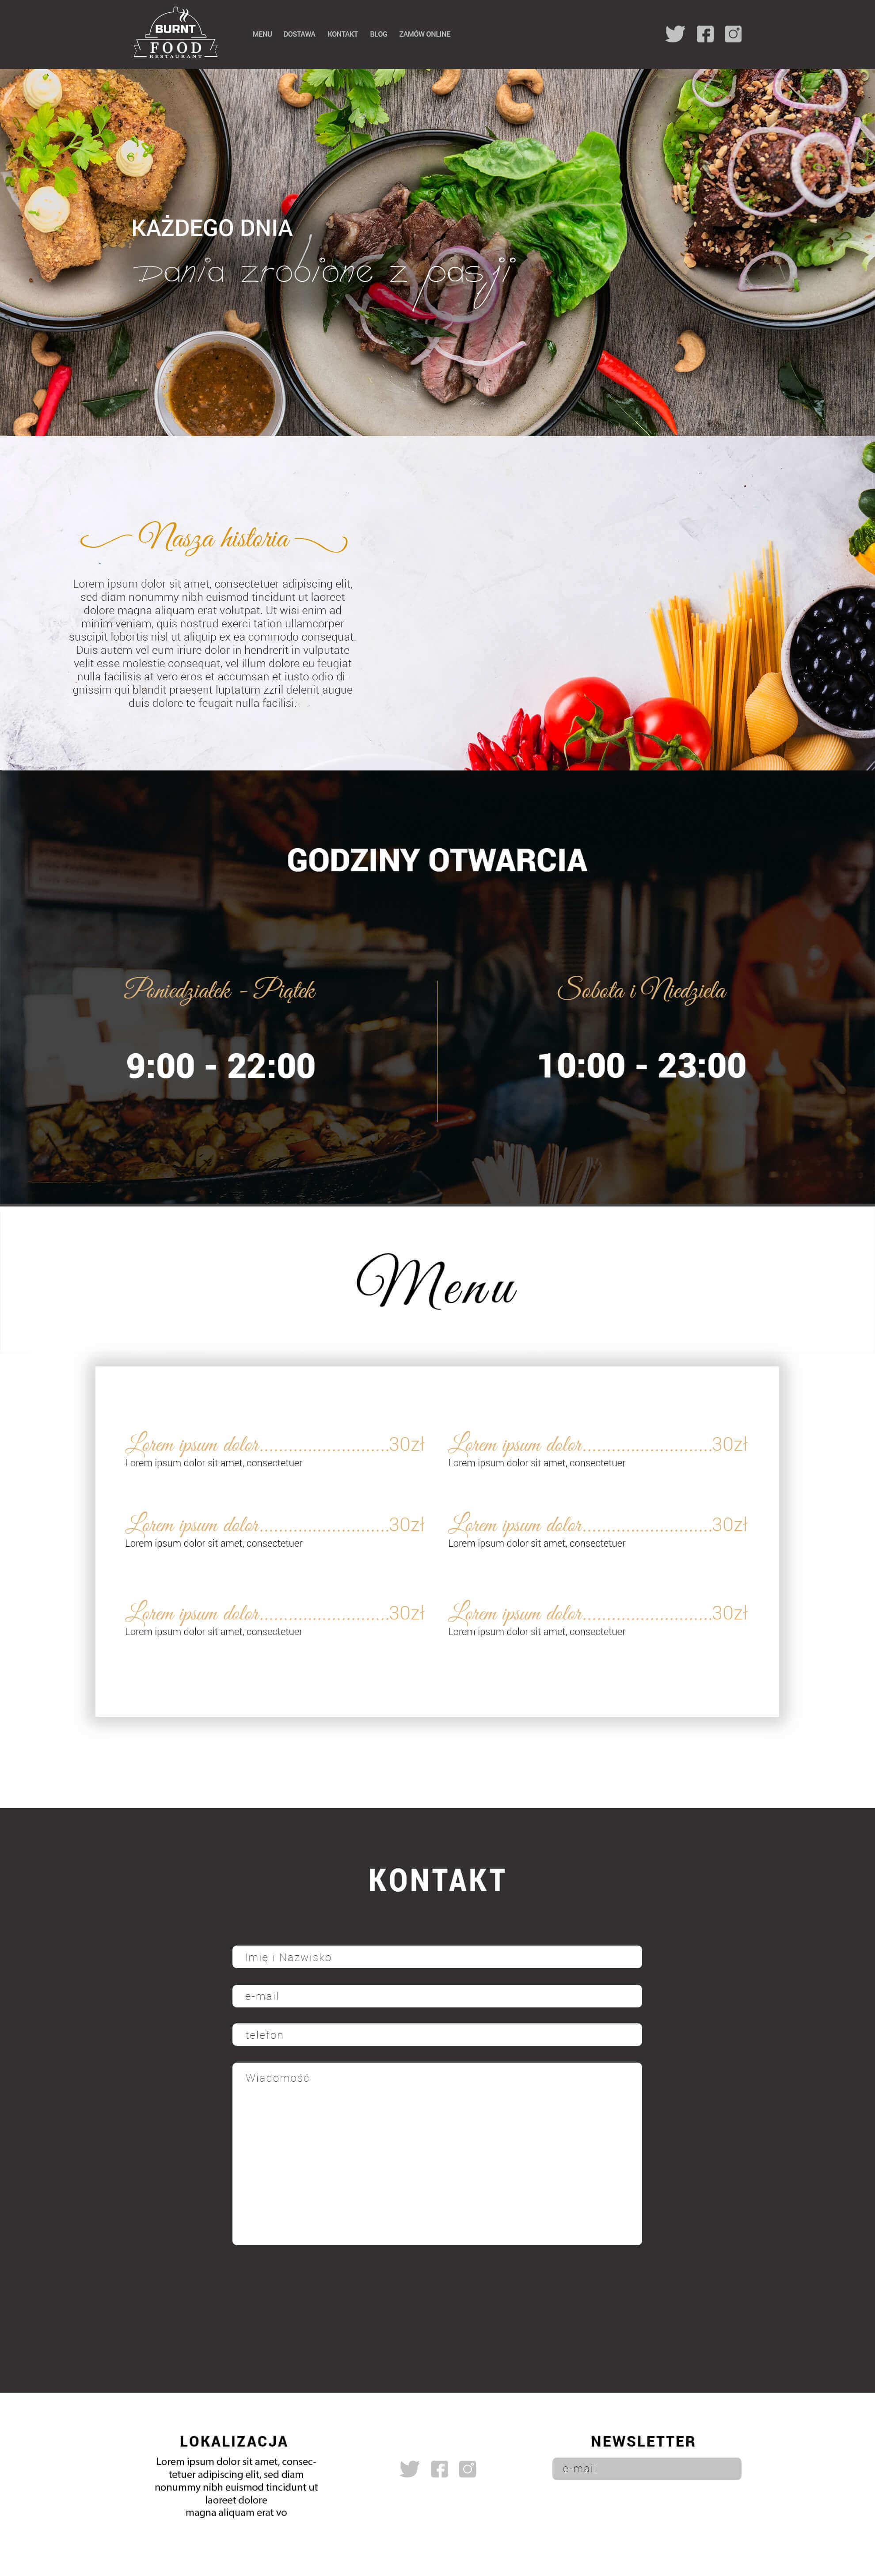 BURNT
FOOD
RESTAURANT
MENU DOSTAWA KONTAKT BLOG ZAMÓW ONLINE
KAŻDEGO DNIA
Dania zrobione z pasji
Nasza historia
Lorem ipsum dolor sit amet, consectetuer adipiscing elit,
sed diam nonummy nibh euismod tincidunt ut laoreet
dolore magna aliquam erat volutpat. Ut wisi enim ad
minim veniam, quis nostrud exerci tation ullamcorper
suscipit lobortis nisl ut aliquip ex ea commodo consequat.
Duis autem vel eum iriure dolor in hendrerit in vulputate
velit esse molestie consequat, vel illum dolore eu feugiat
nulla facilisis at vero eros et accumsan et iusto odio di-
gnissim qui blandit praesent luptatum zzril delenit augue
duis dolore te feugait nulla facilisi.
GODZINY OTWARCIA
Poniedziałek - Piątek
9:00 - 22:00
Sobota i Niedziela
10:00 - 23:00
Menu
Lorem ipsum dolor...........................30zł
Lorem ipsum dolor sit amet, consectetuer
Lorem ipsum dolor...........................30zł
Lorem ipsum dolor sit amet, consectetuer
Lorem ipsum dolor...........................30zł
Lorem ipsum dolor sit amet, consectetuer
Lorem ipsum dolor...........................30zł
Lorem ipsum dolor sit amet, consectetuer
Lorem ipsum dolor...........................30zł
Lorem ipsum dolor sit amet, consectetuer
Lorem ipsum dolor...........................30zł
Lorem ipsum dolor sit amet, consectetuer
KONTAKT
Imię i Nazwisko
e-mail
telefon
Wiadomość
LOKALIZACJA
Lorem ipsum dolor sit amet, consec-
tetuer adipiscing elit, sed diam
nonummy nibh euismod tincidunt ut
laoreet dolore
magna aliquam erat vo
NEWSLETTER
e-mail